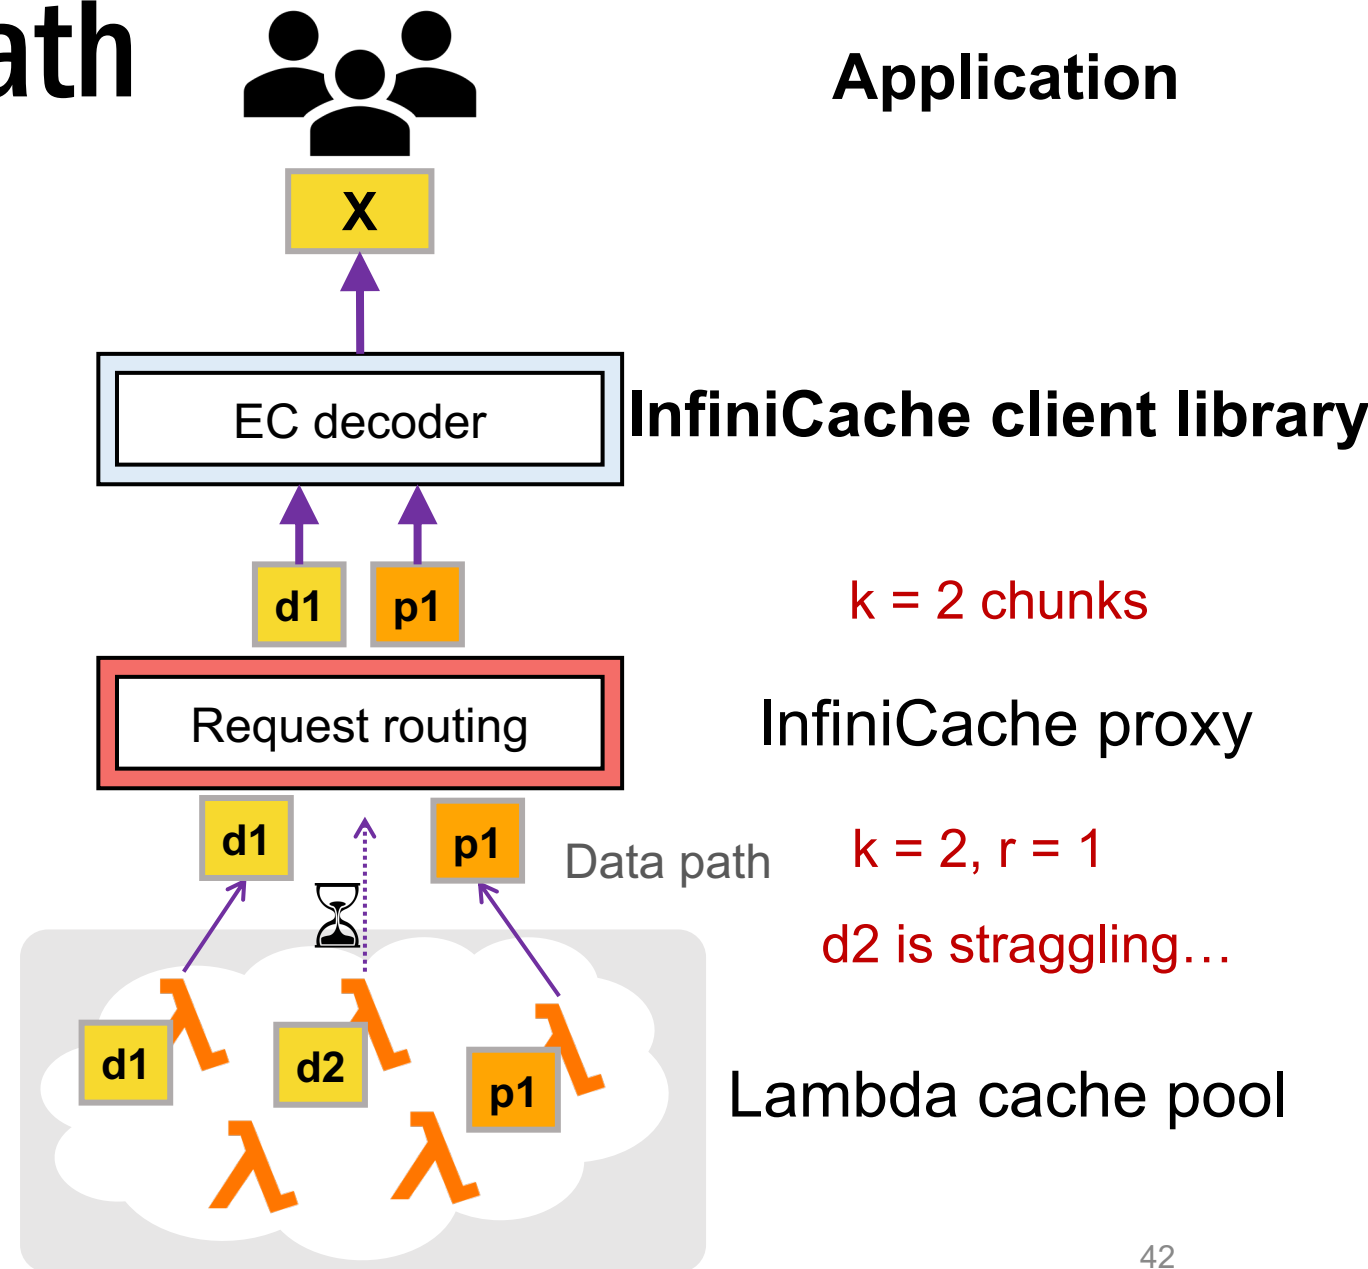 ath
Application
X
EC decoder
InfiniCache client library
d1
p1
k = 2 chunks
Request routing
InfiniCache proxy
d1
p1
Data path
k = 2, r = 1
d2 is straggling…
λ
λ
λ
d1
d2
p1
Lambda cache pool
λ
λ
42